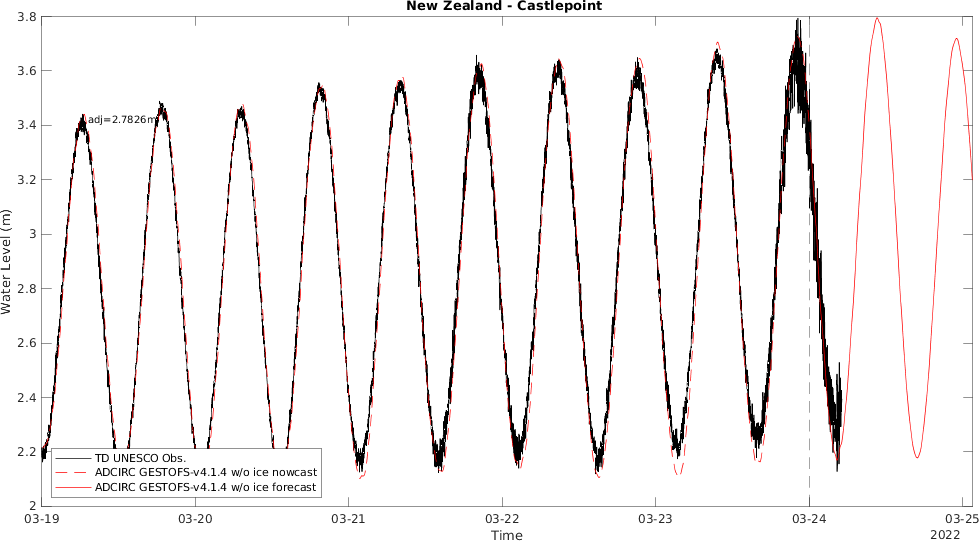 New Zealand - Castlepoint
Water Level (m)
3.8
3.6
3.4
3.2
3
2.8
2.6
2.4
2.2
2
adj=2.7826m
TD UNESCO Obs.
ADCIRC GESTOFS-v4.1.4 w/o ice nowcast
ADCIRC GESTOFS-v4.1.4 w/o ice forecast
03-19 03-20 03-21 03-22 03-23 03-24 03-25
Time
2022